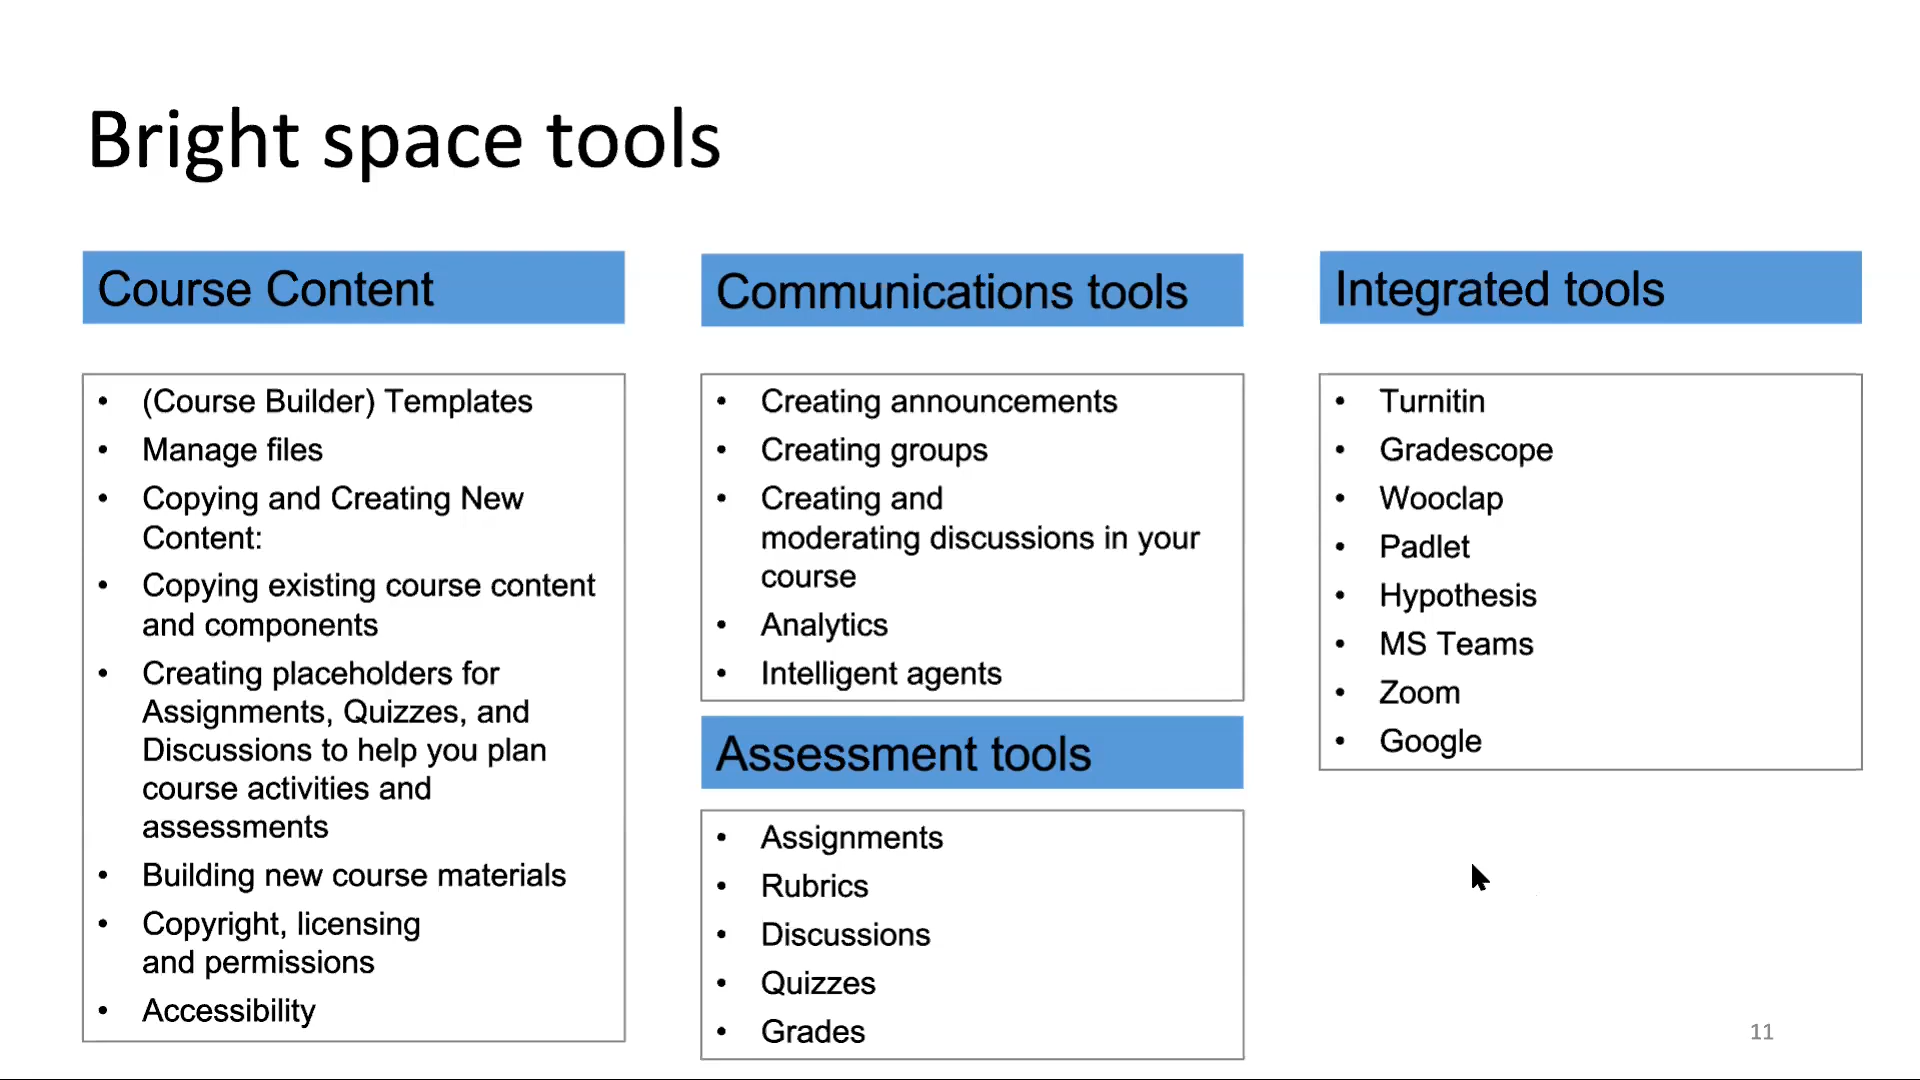 Bright space tools
Course Content
• (Course Builder) Templates
• Manage files
• Copying and Creating New
Content:
• Copying existing course content
and components
• Creating placeholders for
Assignments, Quizzes, and
Discussions to help you plan
course activities and
assessments
• Building new course materials
• Copyright, licensing
and permissions
• Accessibility
Communications tools
• Creating announcements
• Creating groups
• Creating and
moderating discussions in your
course
• Analytics
• Intelligent agents
Assessment tools
• Assignments
• Rubrics
• Discussions
• Quizzes
• Grades
Integrated tools
• Turnitin
• Gradescope
• Wooclap
• Padlet
• Hypothesis
• MS Teams
• Zoom
• Google
11